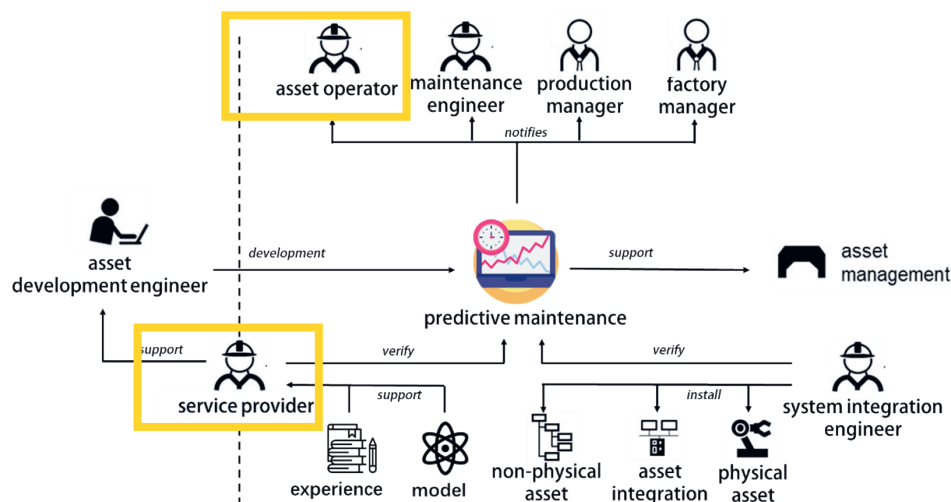 asset operator
maintenance
engineer
production
manager
factory
manager
notifies
asset
development engineer
development
predictive maintenance
support
asset
management
support
service provider
verify
support
experience
model
verify
install
system integration
engineer
non-physical
asset
asset
integration
physical
asset